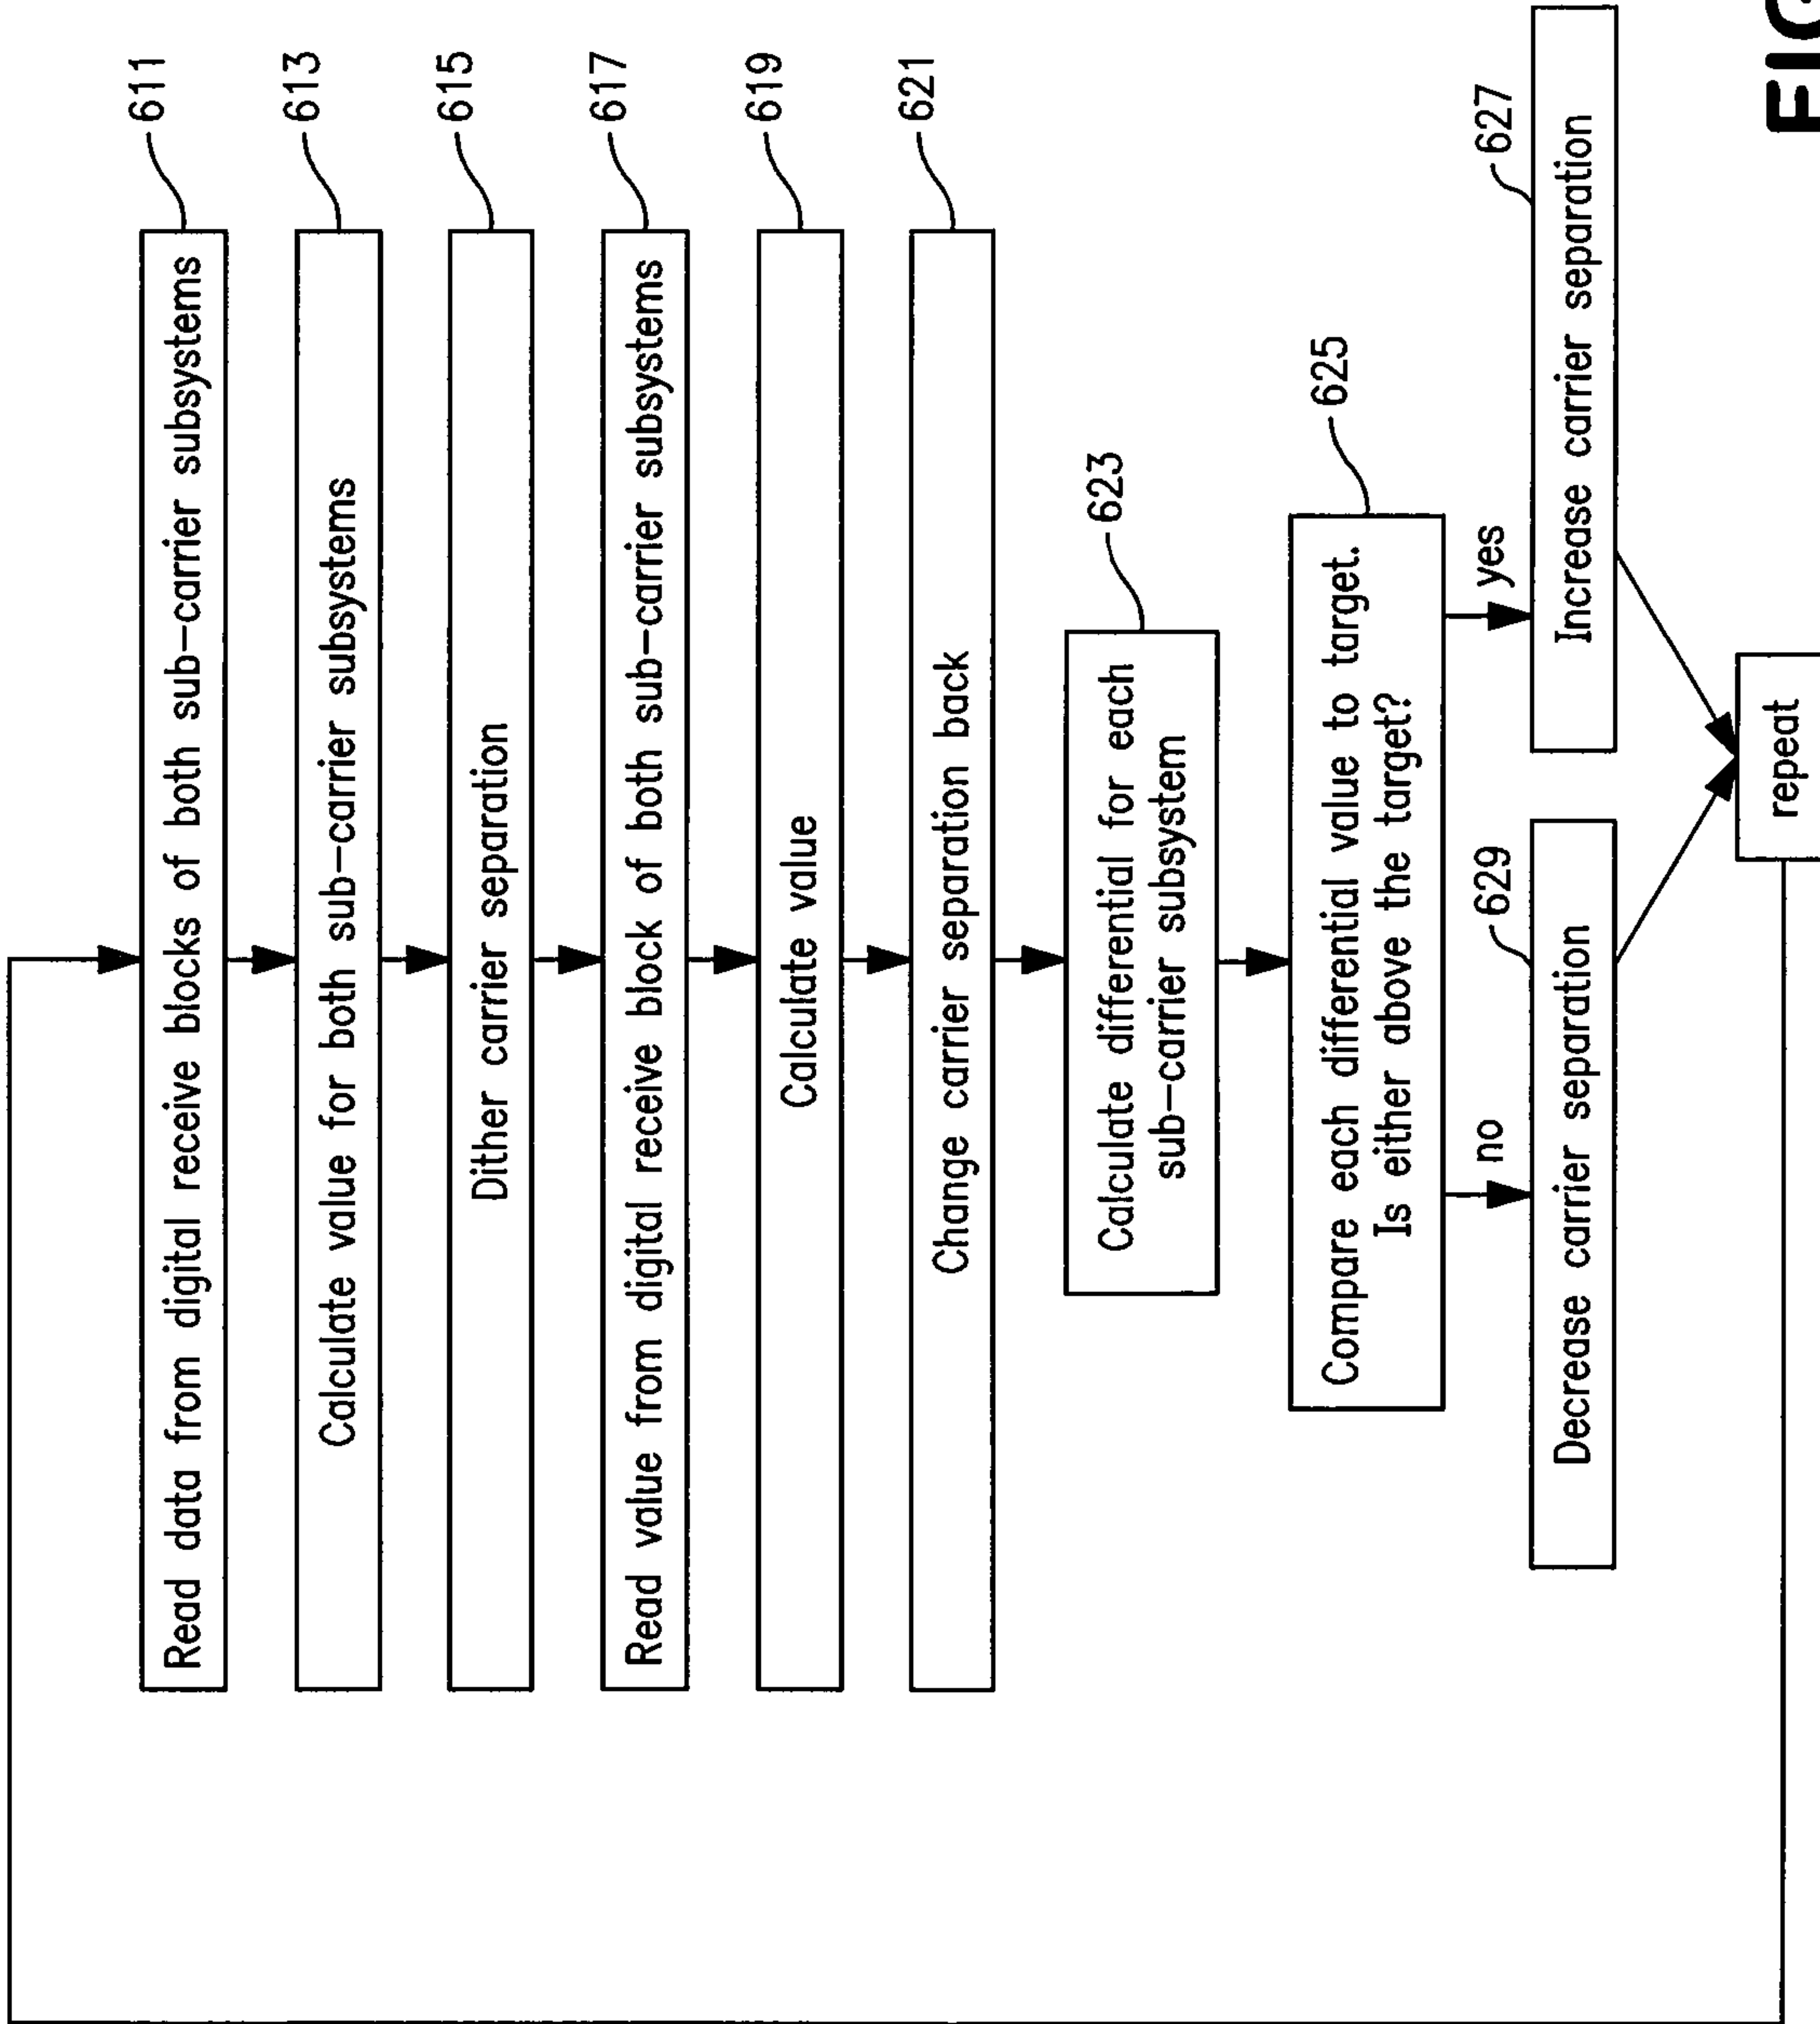 611
Read data from digital receive blocks of both sub-carrier subsystems
613
Calculate value for both sub-carrier subsystems
615
Dither carrier separation
617
Read value from digital receive block of both sub-carrier subsystems
619
Calculate value
621
Change carrier separation back
623
Calculate differential for each
sub-carrier subsystem
625
Compare each differential value to target.
Is either above the target?
no
yes
629
Decrease carrier separation
627
Increase carrier separation
repeat